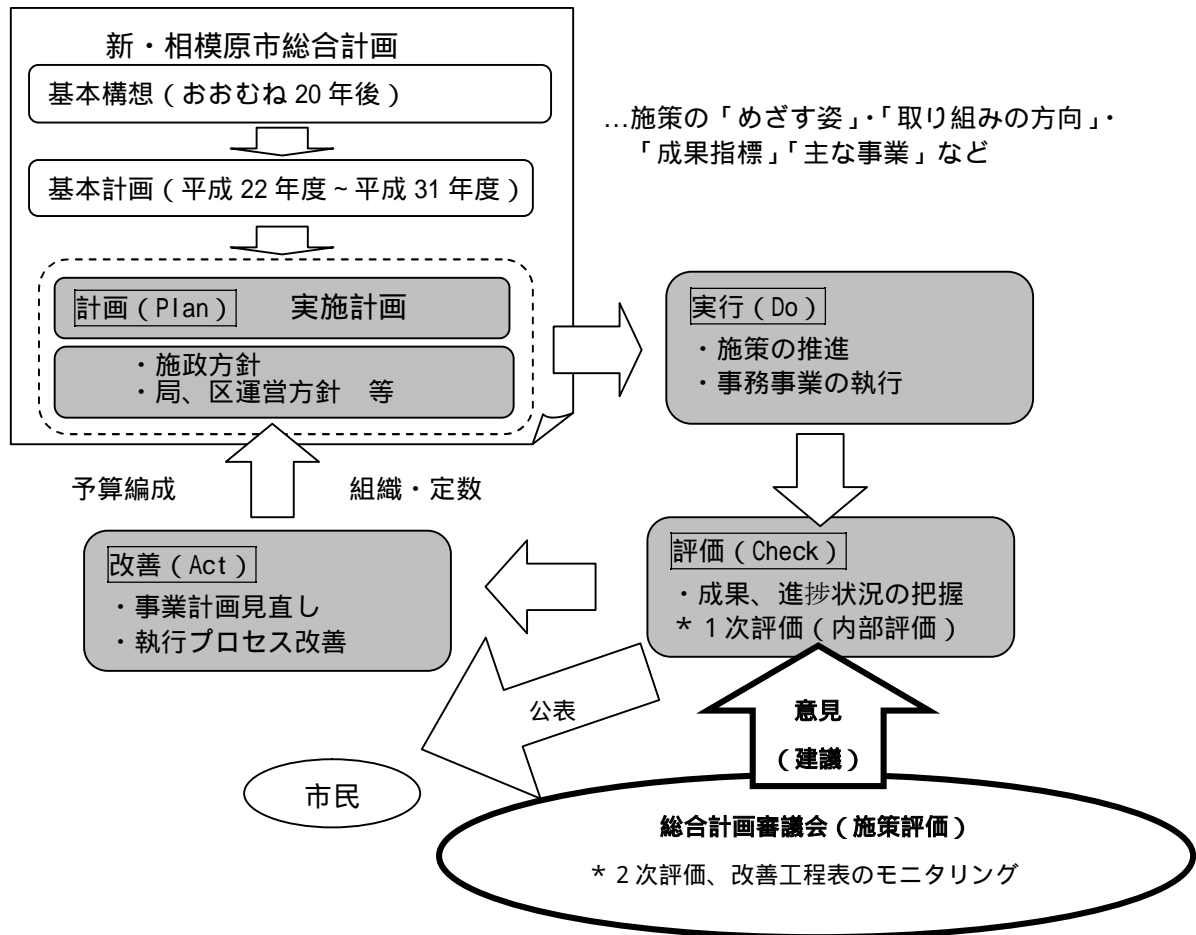 新・相模原市総合計画
基本構想（おおむね 20 年後）
…施策の「めざす姿」・「取り組みの方向」・
「成果指標」「主な事業」など
基本計画（平成 22 年度～平成 31 年度）
計画（Plan） 実施計画
・施政方針
・局、区運営方針　等
実行（Do）
・施策の推進
・事務事業の執行
予算編成
組織・定数
改善（Act）
・事業計画見直し
・執行プロセス改善
評価（Check）
・成果、進捗状況の把握
＊１次評価（内部評価）
公表
意見
（建議）
市民
総合計画審議会（施策評価）
＊２次評価、改善工程表のモニタリング